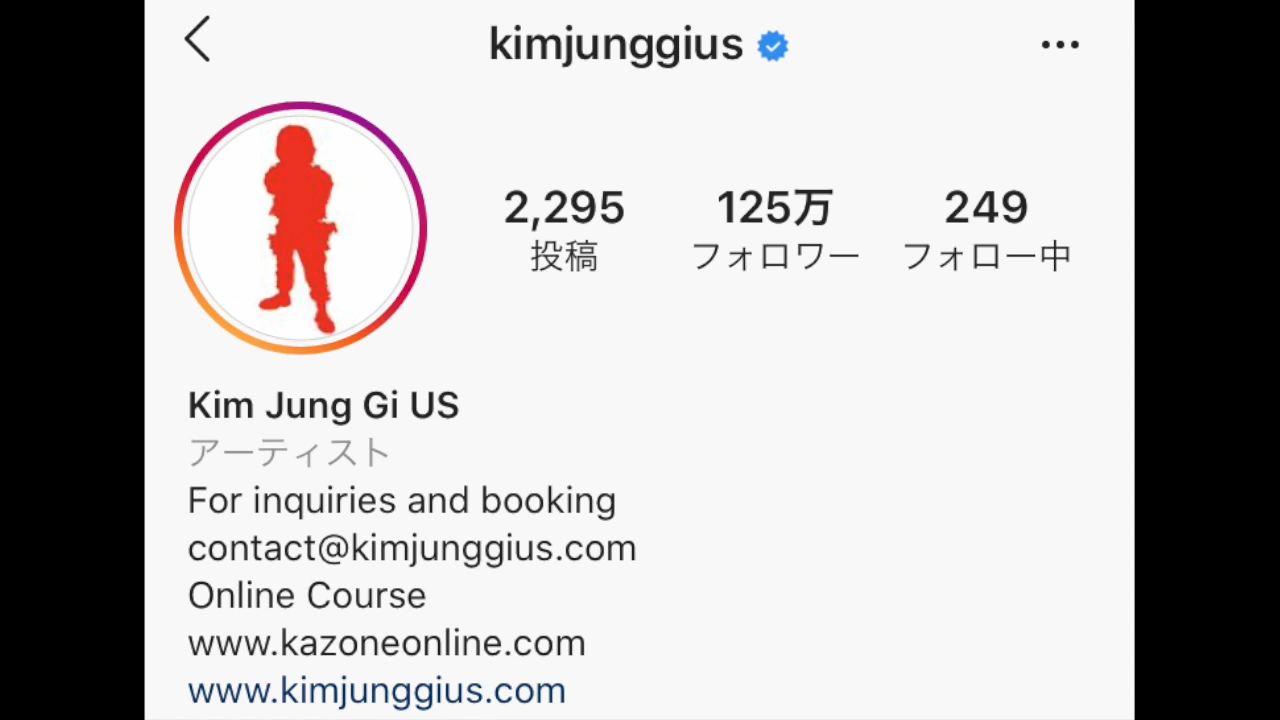 kimjunggius
2,295 125万 249
投稿 フォロワー フォロー中
Kim Jung Gi US
アーティスト
For inquiries and booking
contact@kimjunggius.com
Online Course
www.kazoneonline.com
www.kimjunggius.com